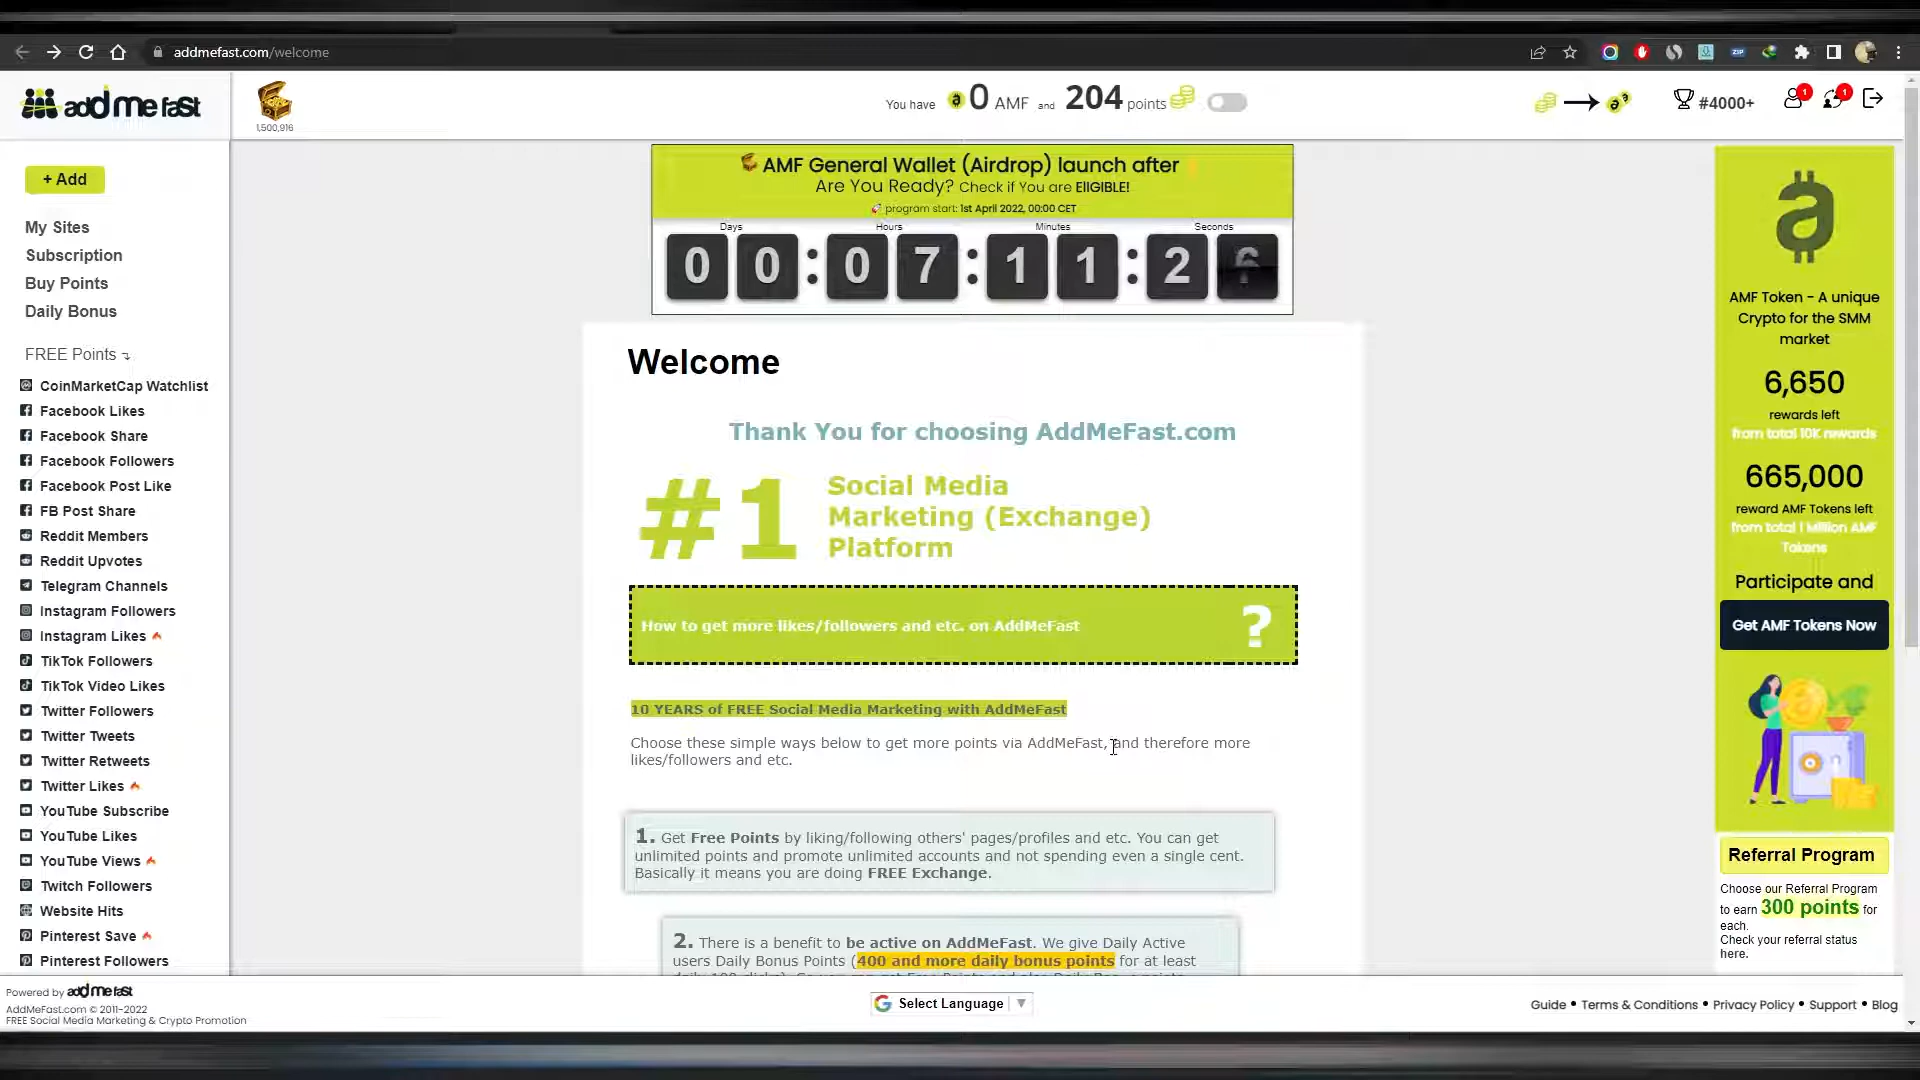 addmefast.com/welcome
add me fast
1,500,916
You have 0 AMF and 204 points
#4000+
1
1
+ Add
My Sites
Subscription
Buy Points
Daily Bonus
FREE Points
CoinMarketCap Watchlist
Facebook Likes
Facebook Share
Facebook Followers
Facebook Post Like
FB Post Share
Reddit Members
Reddit Upvotes
Telegram Channels
Instagram Followers
Instagram Likes
TikTok Followers
TikTok Video Likes
Twitter Followers
Twitter Tweets
Twitter Retweets
Twitter Likes
YouTube Subscribe
YouTube Likes
YouTube Views
Twitch Followers
Website Hits
Pinterest Save
Pinterest Followers
AMF General Wallet (Airdrop) launch after
Are You Ready? Check if You are ElIGIBLE!
program start: 1st April 2022, 00:00 CET
Days Hours Minutes Seconds
0 0 : 0 7 : 1 1 : 2
Welcome
Thank You for choosing AddMeFast.com
#1
Social Media
Marketing (Exchange)
Platform
How to get more likes/followers and etc. on AddMeFast ?
10 YEARS of FREE Social Media Marketing with AddMeFast
Choose these simple ways below to get more points via AddMeFast, and therefore more
likes/followers and etc.
1. Get Free Points by liking/following others' pages/profiles and etc. You can get
unlimited points and promote unlimited accounts and not spending even a single cent.
Basically it means you are doing FREE Exchange.
2. There is a benefit to be active on AddMeFast. We give Daily Active
users Daily Bonus Points (400 and more daily bonus points for at least
AMF Token - A unique
Crypto for the SMM
market
6,650
rewards left
from total 10K rewards
665,000
reward AMF Tokens left
from total 1 Million AMF
Tokens
Participate and
Get AMF Tokens Now
Referral Program
Choose our Referral Program
to earn 300 points for
each.
Check your referral status
here.
Powered by add me fast
AddMeFast.com © 2011-2022
FREE Social Media Marketing & Crypto Promotion
Select Language
Guide • Terms & Conditions • Privacy Policy • Support • Blog